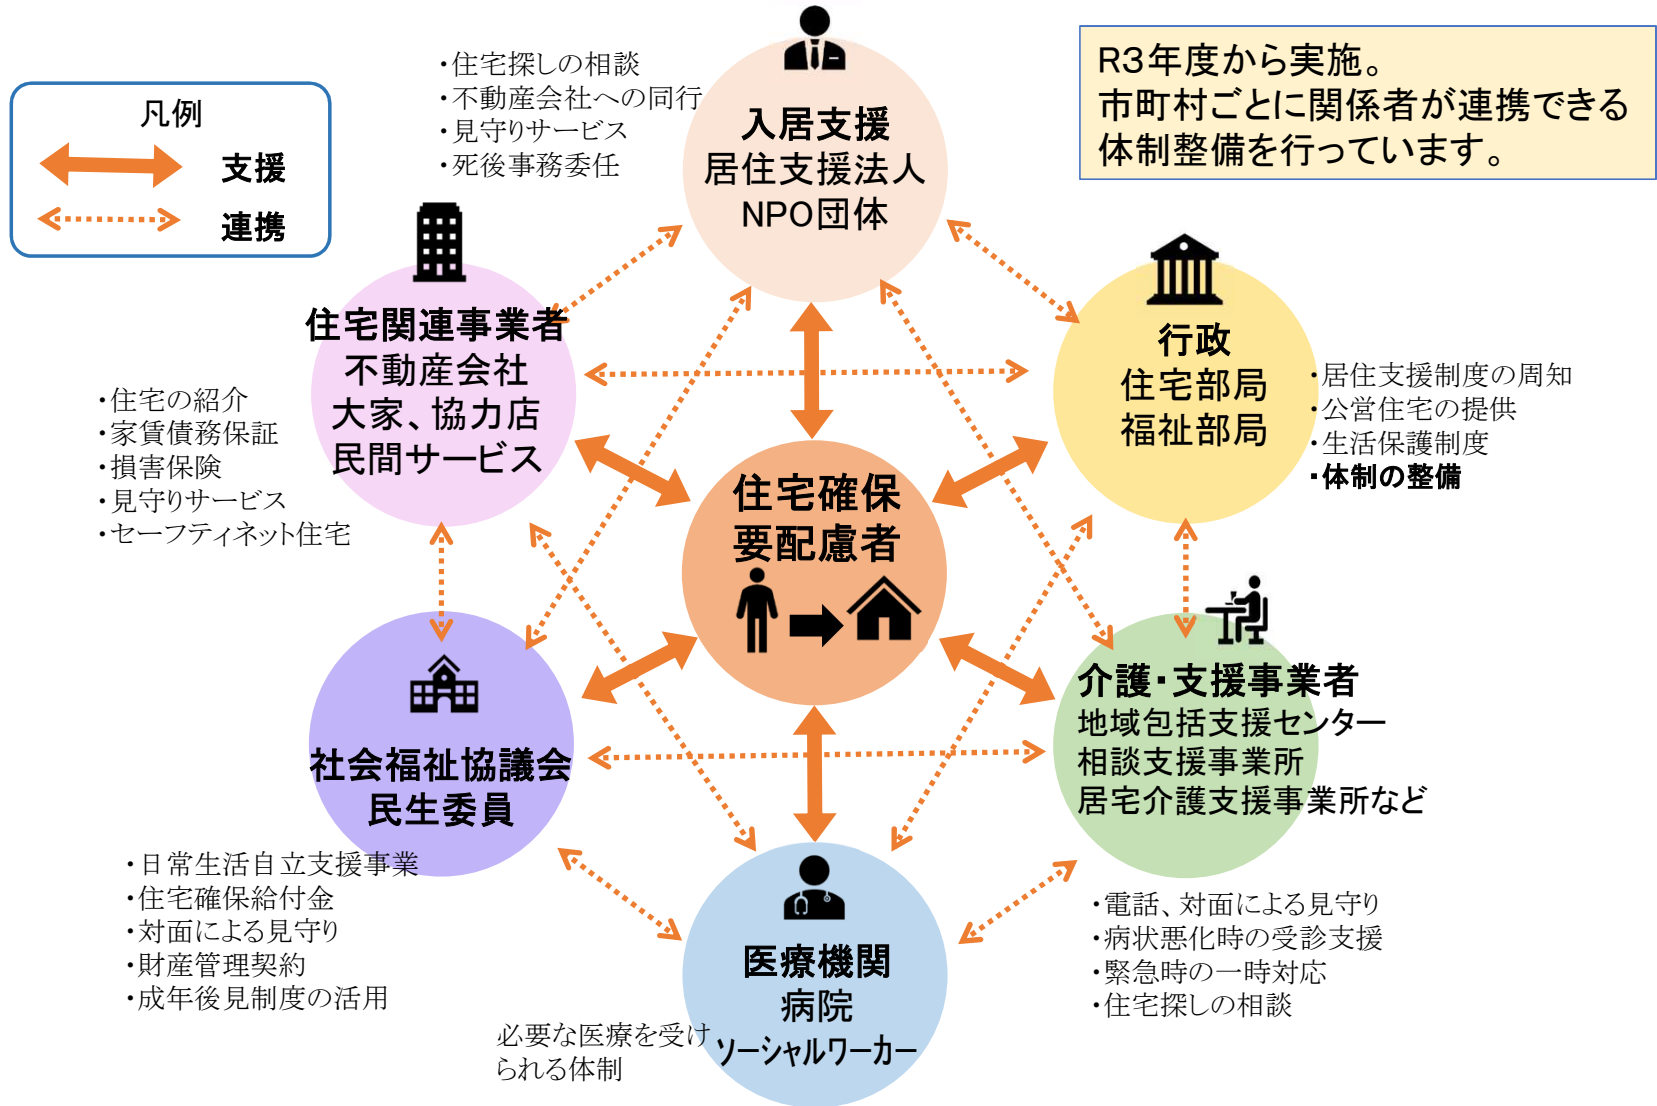 凡例
支援
連携
・住宅探しの相談
・不動産会社への同行
・見守りサービス
・死後事務委任
入居支援
居住支援法人
NPO団体
R3年度から実施。
市町村ごとに関係者が連携できる
体制整備を行っています。
住宅関連事業者
不動産会社
大家、協力店
民間サービス
・住宅の紹介
・家賃債務保証
・損害保険
・見守りサービス
・セーフティネット住宅
行政
住宅部局
福祉部局
・居住支援制度の周知
・公営住宅の提供
・生活保護制度
・体制の整備
住宅確保
要配慮者
社会福祉協議会
民生委員
・日常生活自立支援事業
・住宅確保給付金
・対面による見守り
・財産管理契約
・成年後見制度の活用
介護・支援事業者
地域包括支援センター
相談支援事業所
居宅介護支援事業所など
・電話、対面による見守り
・病状悪化時の受診支援
・緊急時の一時対応
・住宅探しの相談
医療機関
病院
ソーシャルワーカー
必要な医療を受け
られる体制